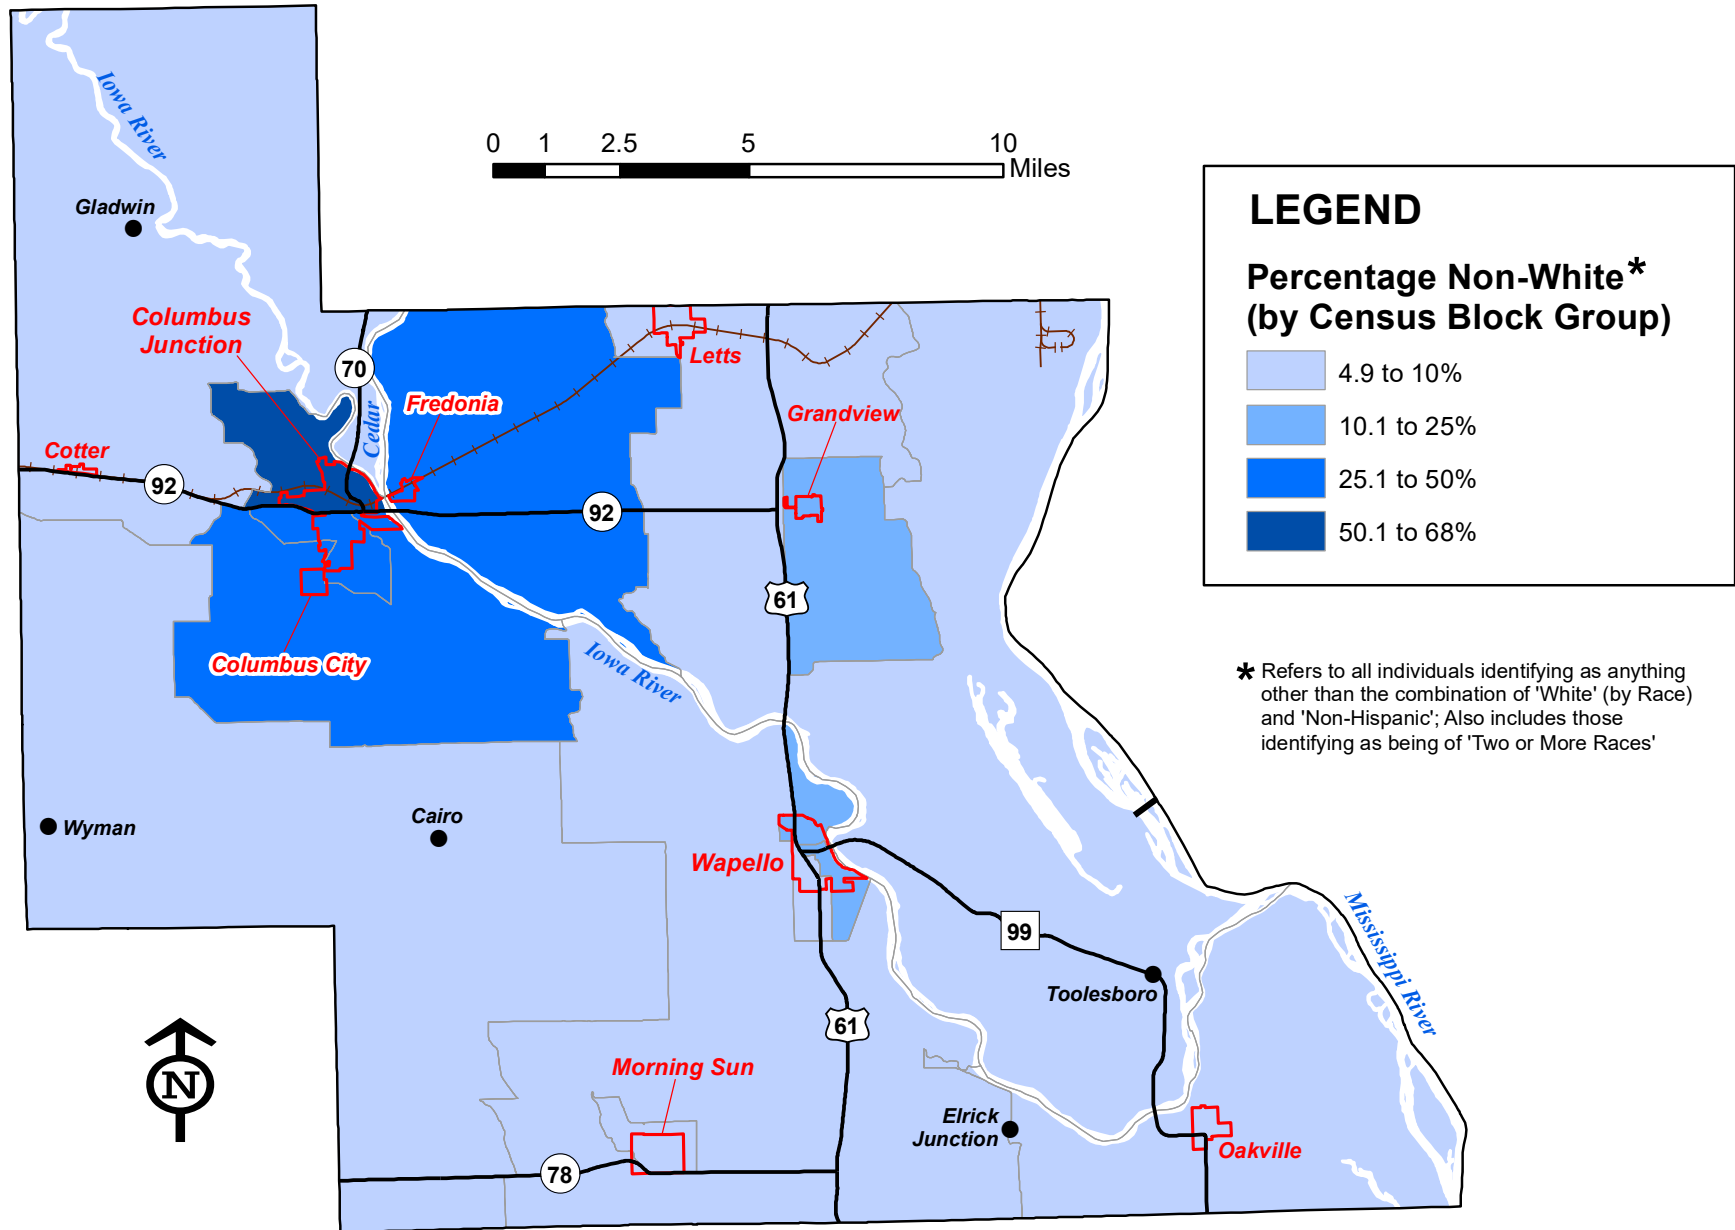 Iowa River
0 1 2.5 5 10
Miles
Gladwin
Columbus
Junction
70
Cedar
Fredonia
Letts
Grandview
Cotter
92
92
61
Columbus City
Iowa River
Wyman
Cairo
Wapello
99
Toolesboro
Mississippi River
61
N
Morning Sun
Elrick
Junction
Oakville
78
LEGEND
Percentage Non-White*
(by Census Block Group)
4.9 to 10%
10.1 to 25%
25.1 to 50%
50.1 to 68%
* Refers to all individuals identifying as anything
other than the combination of 'White' (by Race)
and 'Non-Hispanic'; Also includes those
identifying as being of 'Two or More Races'